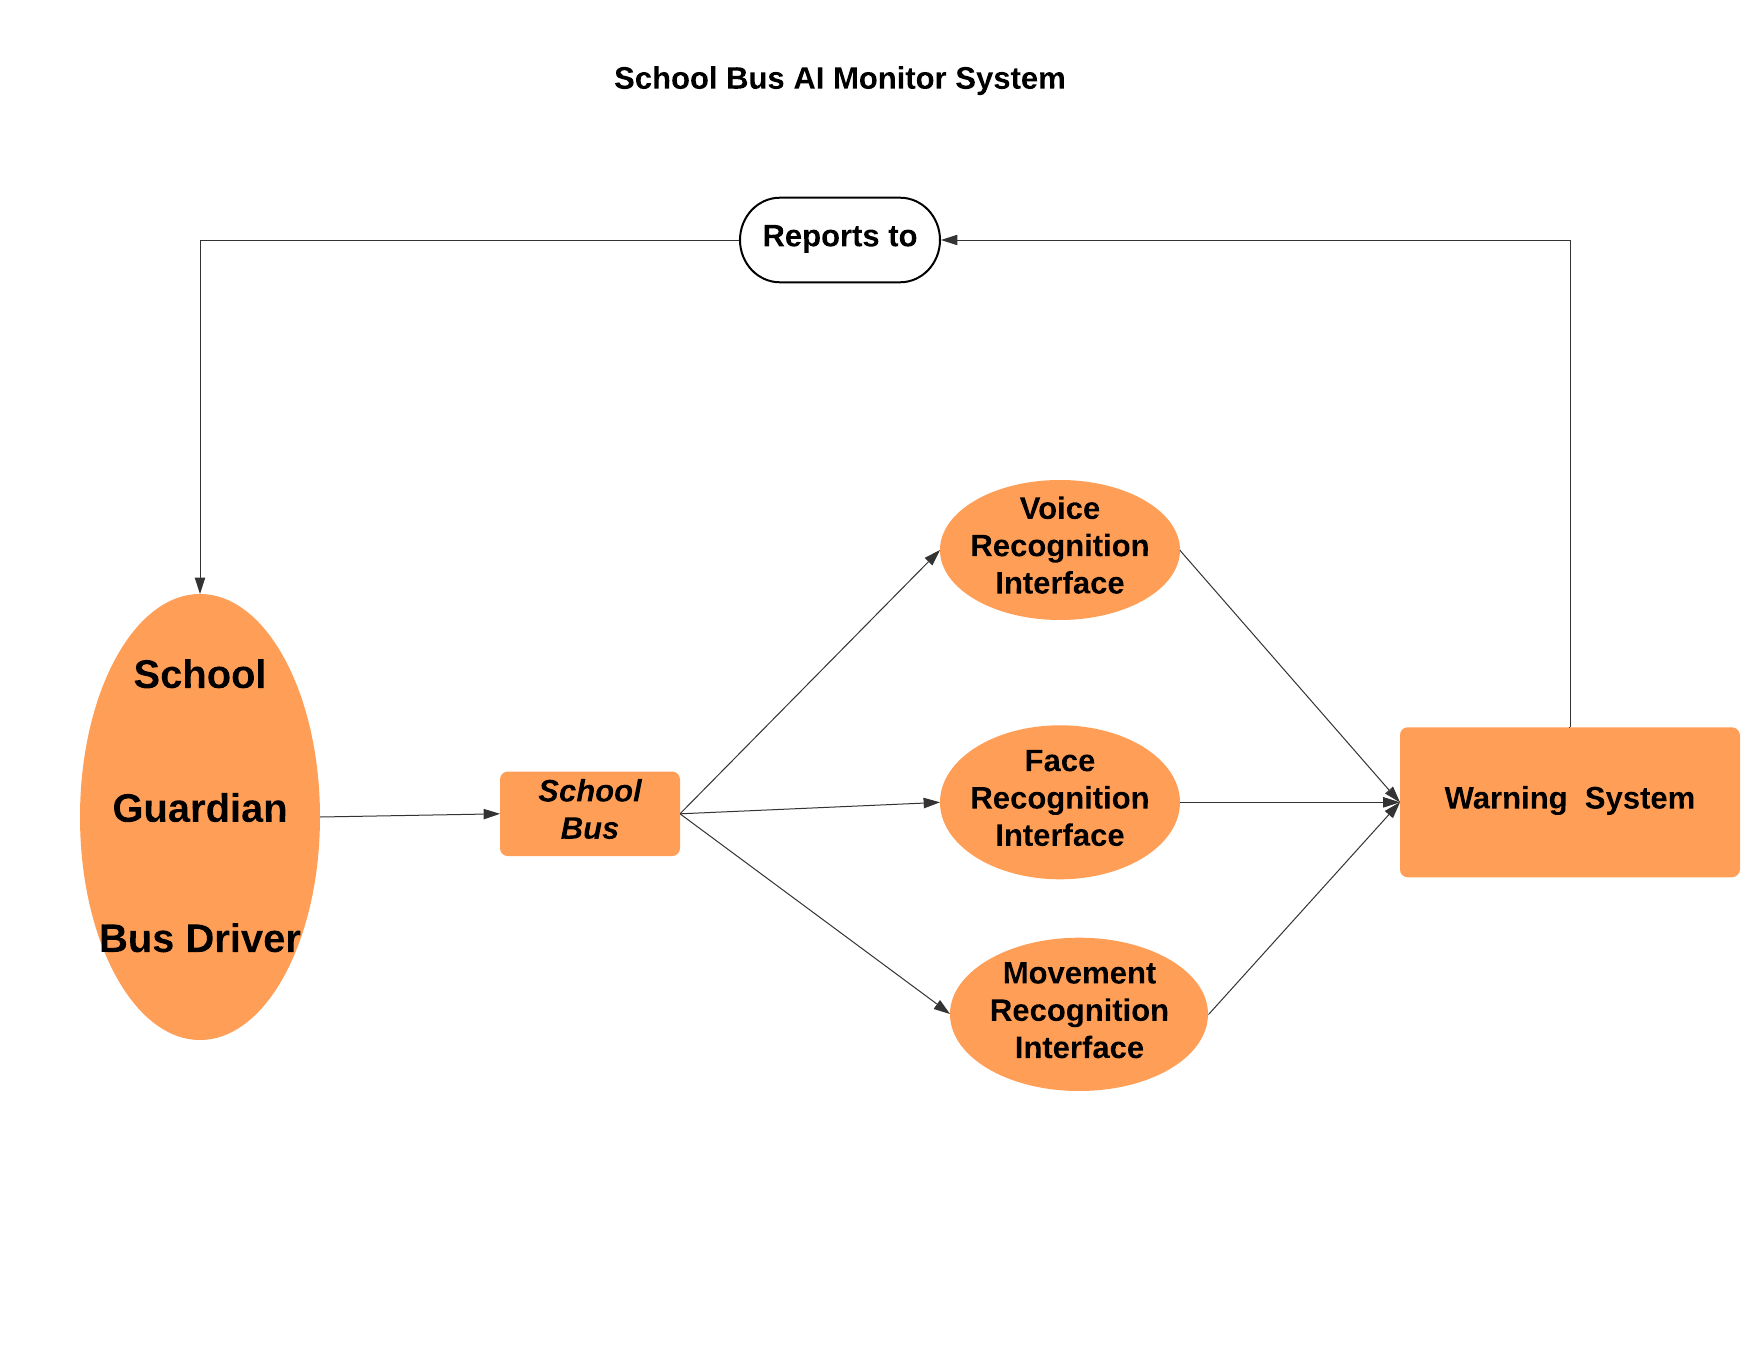 School Bus AI Monitor System
Reports to
School
Guardian
Bus Driver
School
Bus
Voice
Recognition
Interface
Face
Recognition
Interface
Movement
Recognition
Interface
Warning  System